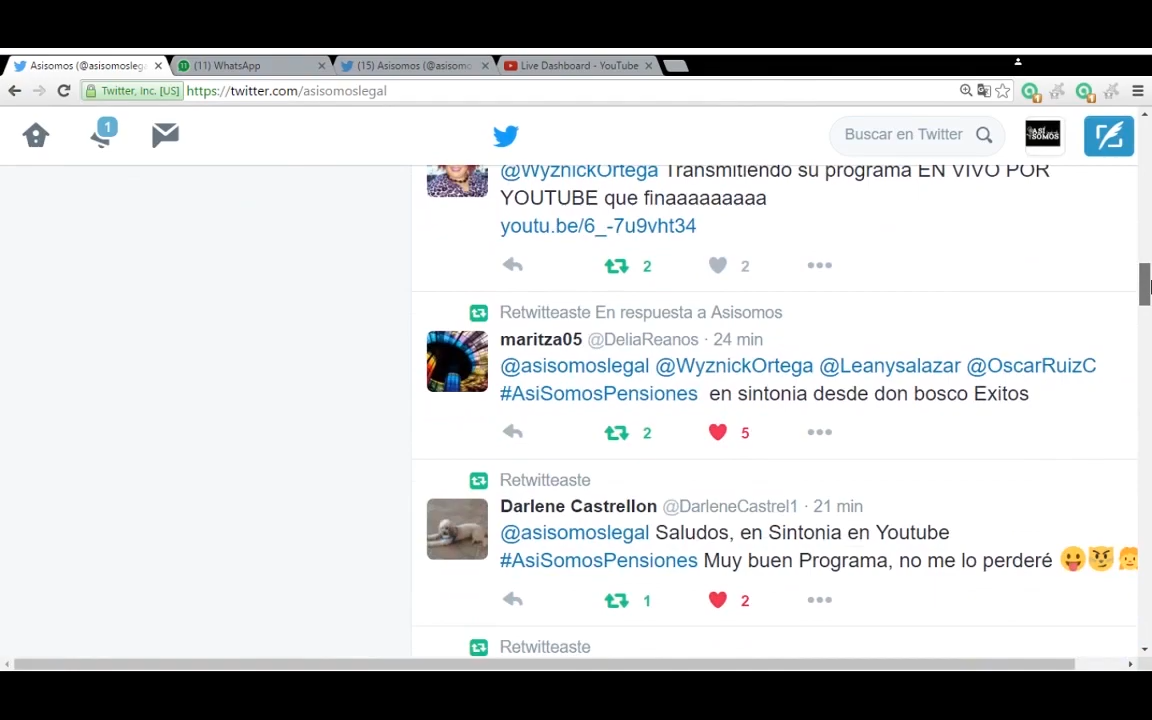 Asisomos (@asisomoslega
(11) WhatsApp
(15) Asisomos (@asisomo
Live Dashboard - YouTube
Twitter, Inc. [US]
https://twitter.com/asisomoslegal
1
Buscar en Twitter
ASÍ
SOMOS
@WyznickOrtega Transmitiendo su programa EN VIVO POR
YOUTUBE que finaaaaaaaaa
youtu.be/6_-7u9vht34
2
2
Retwitteaste En respuesta a Asisomos
maritza05 @DeliaReanos · 24 min
@asisomoslegal @WyznickOrtega @Leanysalazar @OscarRuizC
#AsiSomosPensiones en sintonia desde don bosco Exitos
2
5
Retwitteaste
Darlene Castrellon @DarleneCastrel1 · 21 min
@asisomoslegal Saludos, en Sintonia en Youtube
#AsiSomosPensiones Muy buen Programa, no me lo perderé
1
2
Retwitteaste